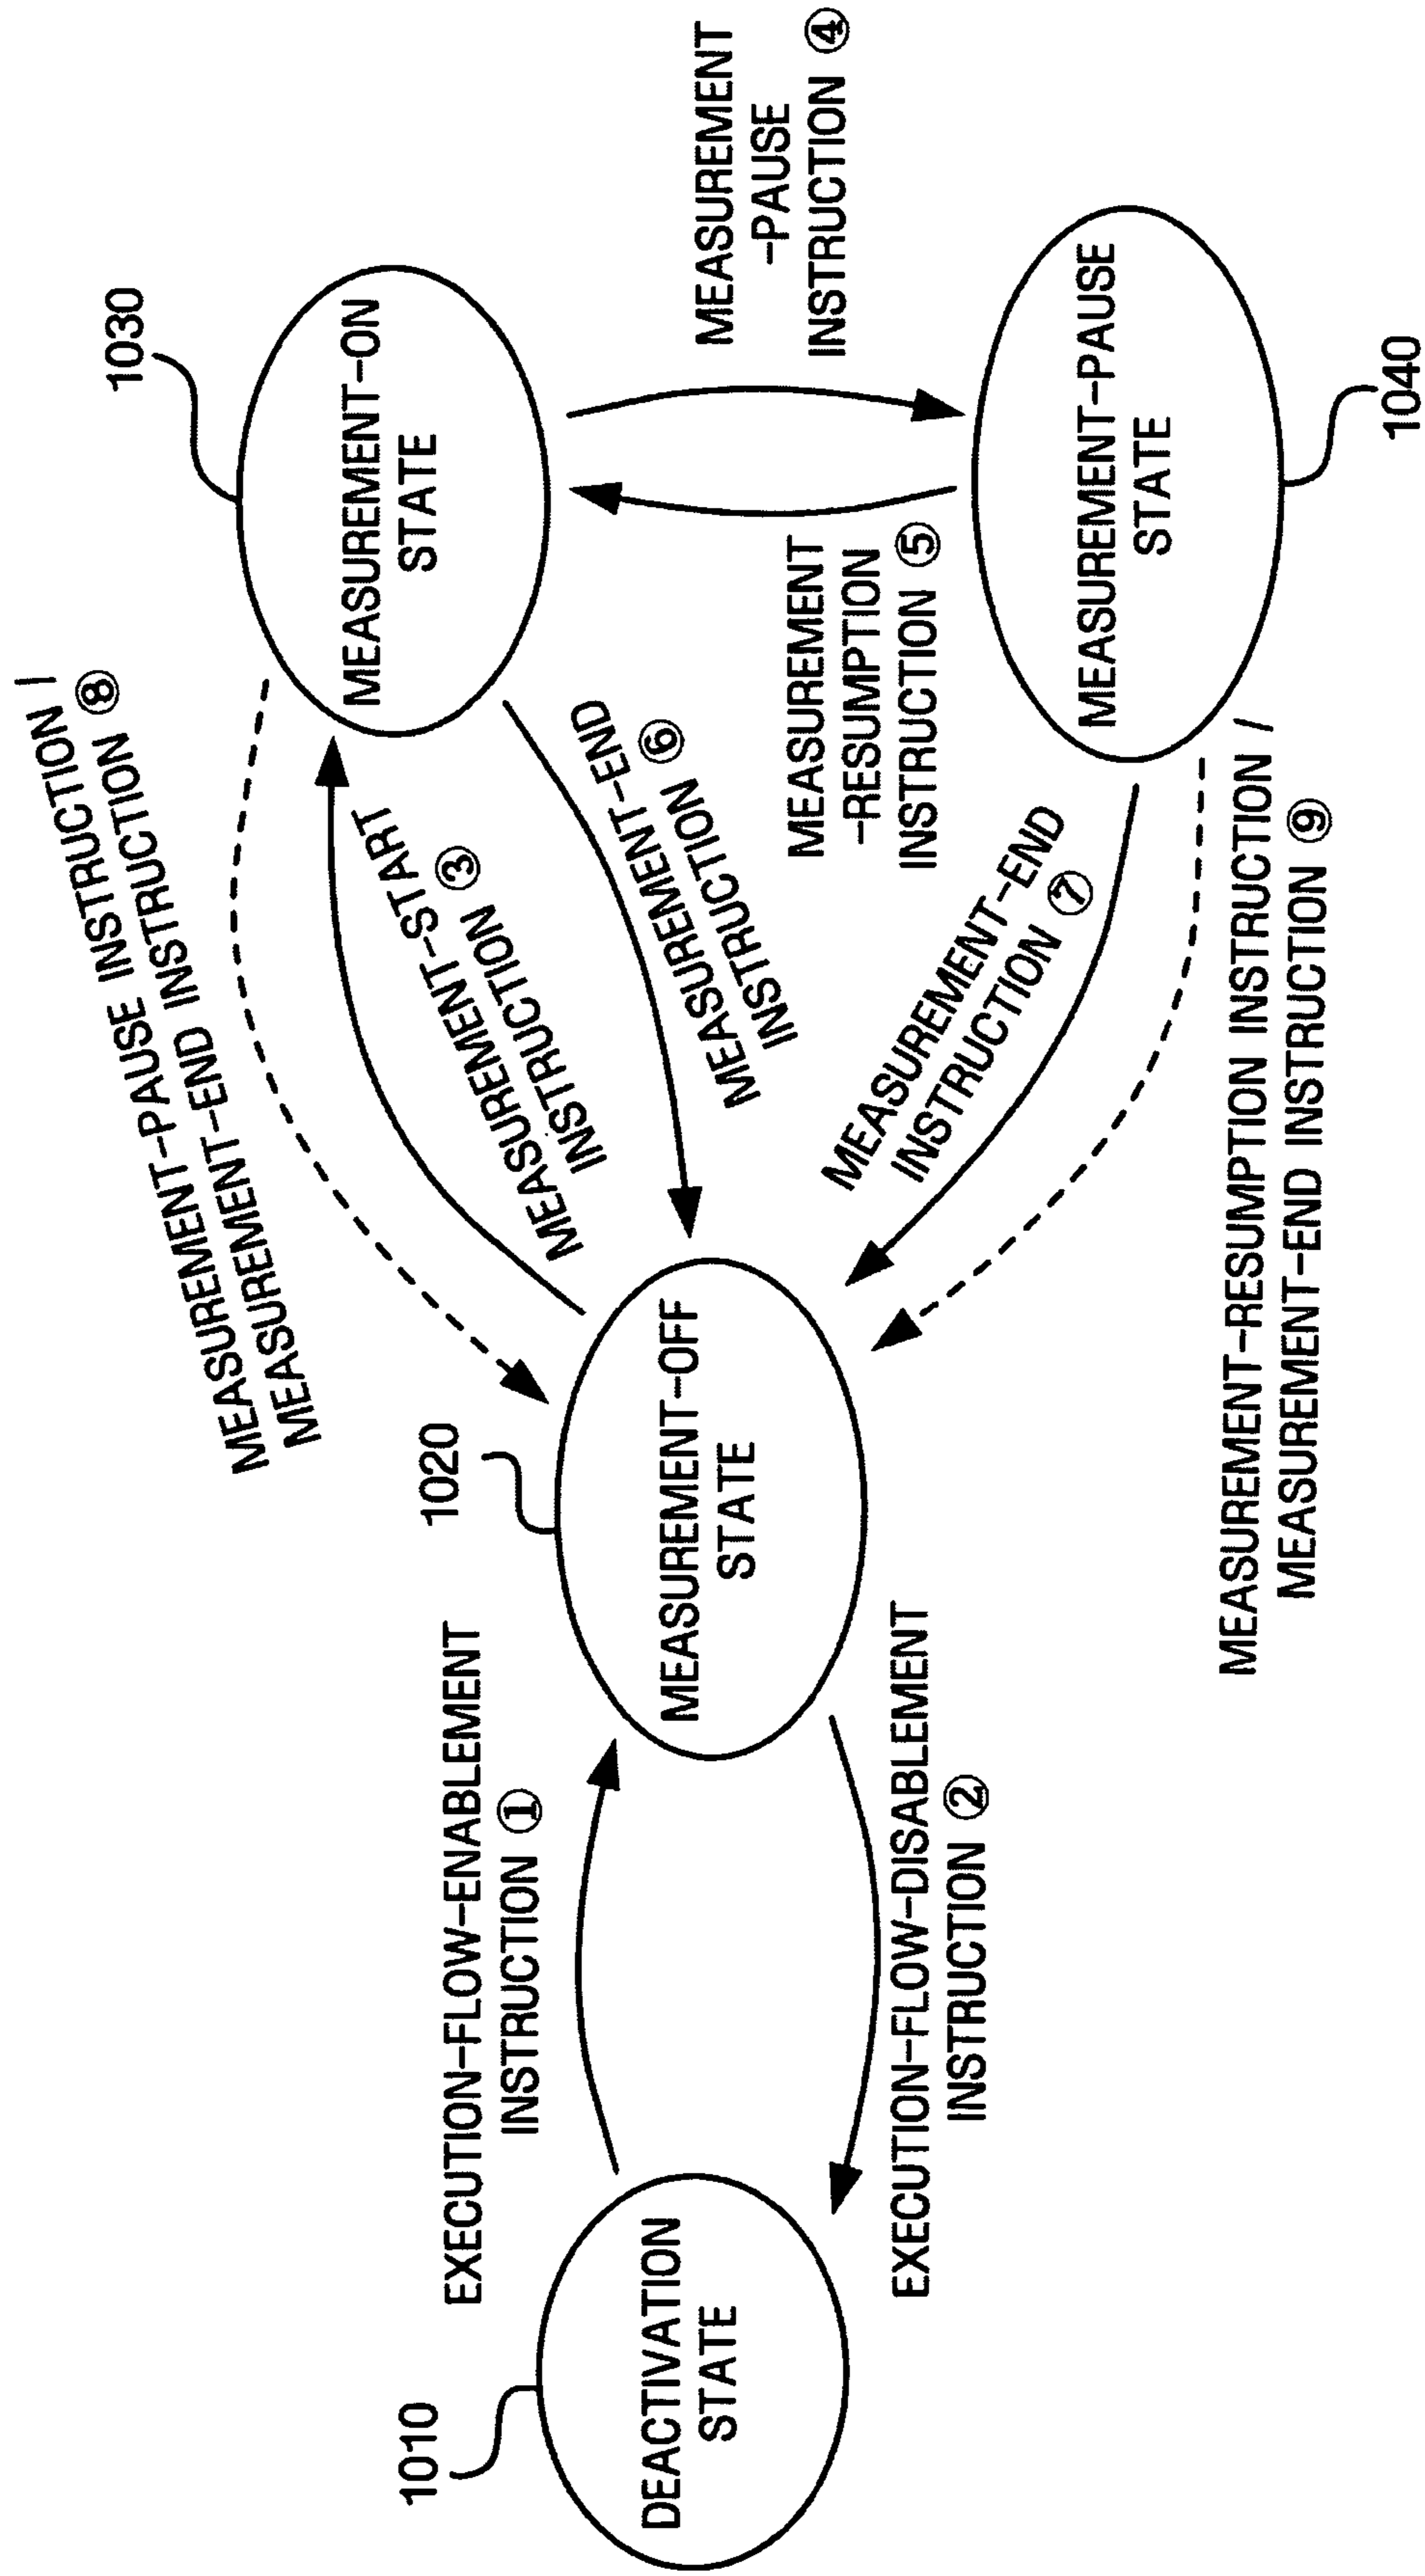 1010
DEACTIVATION
STATE
EXECUTION-FLOW-ENABLEMENT
INSTRUCTION ①
EXECUTION-FLOW-DISABLEMENT
INSTRUCTION ②
1020
MEASUREMENT-OFF
STATE
MEASUREMENT-PAUSE INSTRUCTION /
MEASUREMENT-END INSTRUCTION ⑧
MEASUREMENT-START
INSTRUCTION ③
MEASUREMENT-END
INSTRUCTION ⑥
MEASUREMENT-END
INSTRUCTION ⑦
MEASUREMENT-RESUMPTION INSTRUCTION /
MEASUREMENT-END INSTRUCTION ⑨
1030
MEASUREMENT-ON
STATE
MEASUREMENT
-RESUMPTION
INSTRUCTION ⑤
MEASUREMENT
-PAUSE
INSTRUCTION ④
MEASUREMENT-PAUSE
STATE
1040